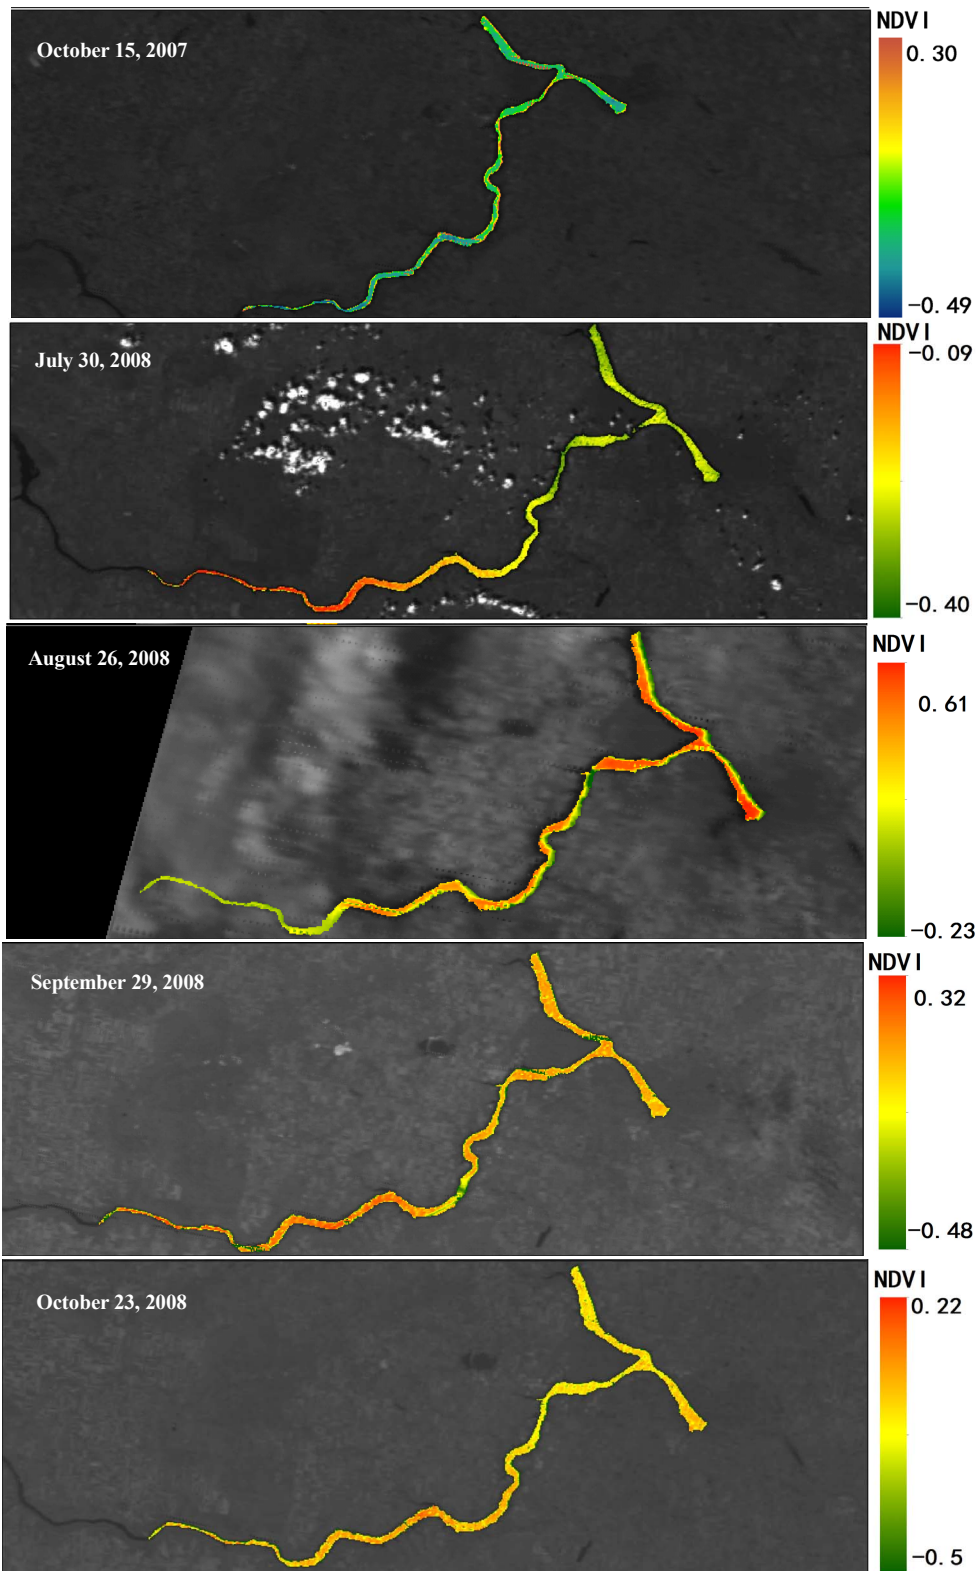 October 15, 2007
NDVI
0.30
-0.49
July 30, 2008
NDVI
-0.09
-0.40
August 26, 2008
NDVI
0.61
-0.23
September 29, 2008
NDVI
0.32
-0.48
October 23, 2008
NDVI
0.22
-0.5